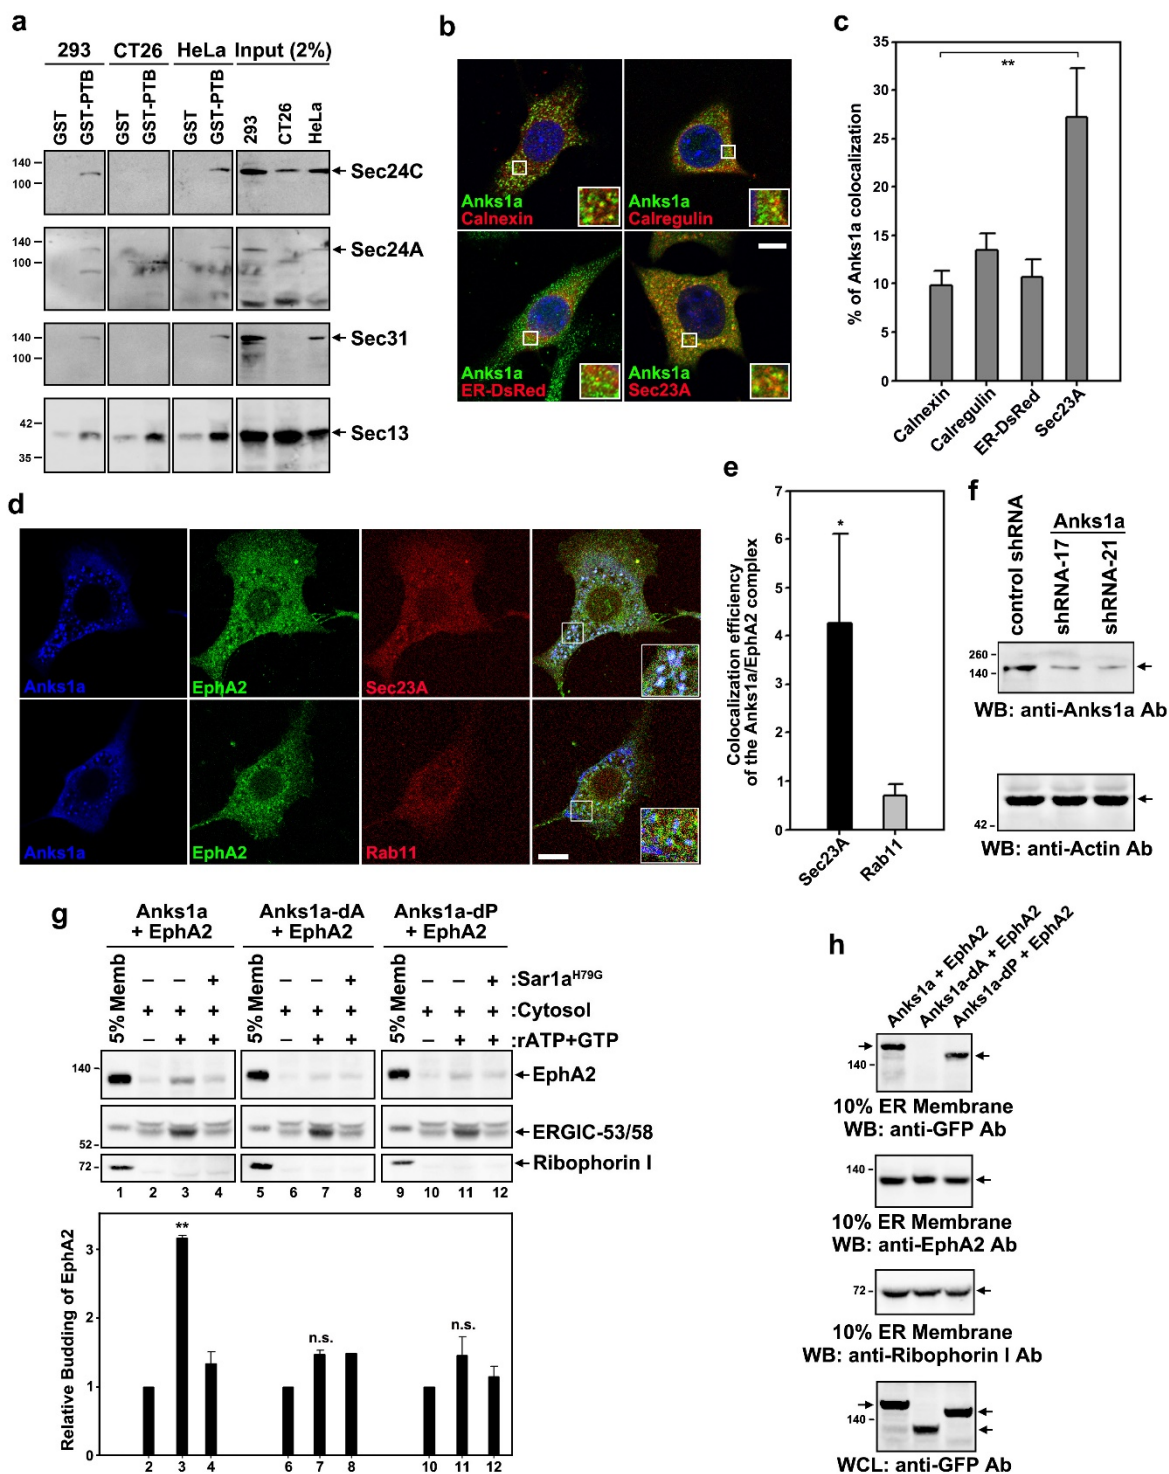 a
293 CT26 HeLa Input (2%)
GST GST-PTB GST GST-PTB GST GST-PTB 293 CT26 HeLa
140
100
Sec24C
140
100
Sec24A
140
100
Sec31
42
35
Sec13
b
Anks1a
Calnexin
Anks1a
Calregulin
Anks1a
ER-DsRed
Anks1a
Sec23A
c
% of Anks1a colocalization
35
30
25
20
15
10
5
0
**
Calnexin Calregulin ER-DsRed Sec23A
d
Anks1a EphA2 Sec23A
Anks1a EphA2 Rab11
e
Colocalization efficiency
of the Anks1a/EphA2 complex
7
6
5
4
3
2
1
0
*
Sec23A Rab11
f
control shRNA
Anks1a
shRNA-17 shRNA-21
260
140
WB: anti-Anks1a Ab
42
WB: anti-Actin Ab
g
Anks1a
+ EphA2
Anks1a-dA
+ EphA2
Anks1a-dP
+ EphA2
5% Memb 5% Memb 5% Memb
– – + – – + – – + :Sar1aH79G
+ + + + + + + + + :Cytosol
– + + – + + – + + :rATP+GTP
140
EphA2
52
ERGIC-53/58
72
Ribophorin I
1 2 3 4 5 6 7 8 9 10 11 12
Relative Budding of EphA2
3
2
1
0
** n.s. n.s.
2 3 4 6 7 8 10 11 12
h
Anks1a + EphA2
Anks1a-dA + EphA2
Anks1a-dP + EphA2
140
10% ER Membrane
WB: anti-GFP Ab
140
10% ER Membrane
WB: anti-EphA2 Ab
72
10% ER Membrane
WB: anti-Ribophorin I Ab
140
WCL: anti-GFP Ab